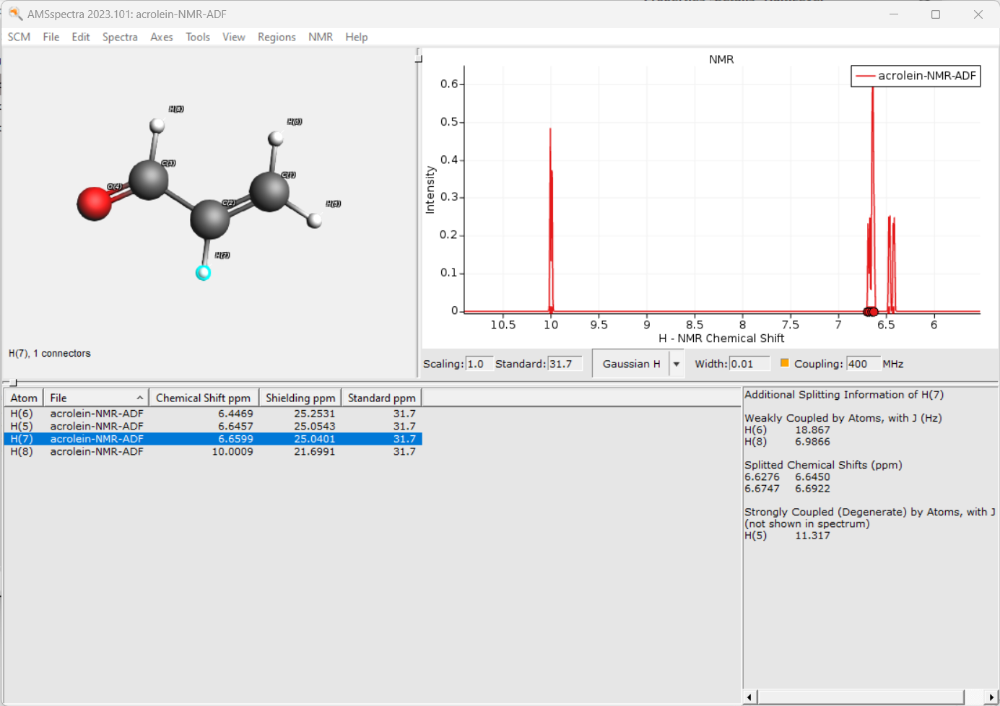 AMSspectra 2023.101: acrolein-NMR-ADF
SCM File Edit Spectra Axes Tools View Regions NMR Help
H(8)
H(6)
C(3)
C(1)
O(4)
C(2)
H(5)
H(7)
H(7), 1 connectors
NMR
acrolein-NMR-ADF
Intensity
0.6
0.5
0.4
0.3
0.2
0.1
0
10.5 10 9.5 9 8.5 8 7.5 7 6.5 6
H - NMR Chemical Shift
Scaling: 1.0 Standard: 31.7 Gaussian H Width: 0.01 Coupling: 400 MHz
Atom File Chemical Shift ppm Shielding ppm Standard ppm
H(6) acrolein-NMR-ADF 6.4469 25.2531 31.7
H(5) acrolein-NMR-ADF 6.6457 25.0543 31.7
H(7) acrolein-NMR-ADF 6.6599 25.0401 31.7
H(8) acrolein-NMR-ADF 10.0009 21.6991 31.7
Additional Splitting Information of H(7)
Weakly Coupled by Atoms, with J (Hz)
H(6) 18.867
H(8) 6.9866
Splitted Chemical Shifts (ppm)
6.6276 6.6450
6.6747 6.6922
Strongly Coupled (Degenerate) by Atoms, with J
(not shown in spectrum)
H(5) 11.317